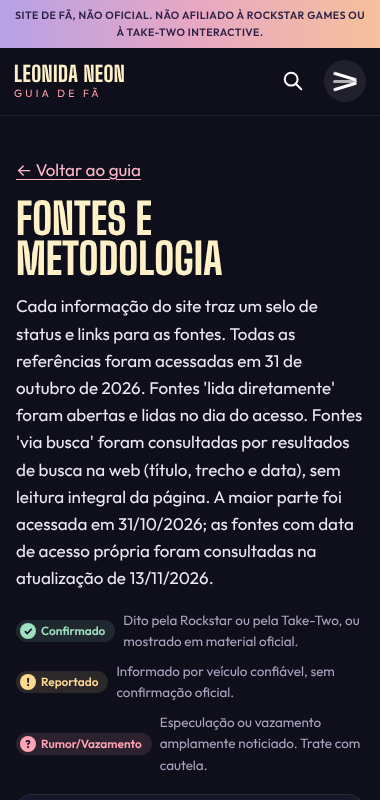 SITE DE FÃ, NÃO OFICIAL. NÃO AFILIADO À ROCKSTAR GAMES OU
À TAKE-TWO INTERACTIVE.
LEONIDA NEON
GUIA DE FÃ
← Voltar ao guia
FONTES E
METODOLOGIA
Cada informação do site traz um selo de
status e links para as fontes. Todas as
referências foram acessadas em 31 de
outubro de 2026. Fontes 'lida diretamente'
foram abertas e lidas no dia do acesso. Fontes
'via busca' foram consultadas por resultados
de busca na web (título, trecho e data), sem
leitura integral da página. A maior parte foi
acessada em 31/10/2026; as fontes com data
de acesso própria foram consultadas na
atualização de 13/11/2026.
Confirmado
Dito pela Rockstar ou pela Take-Two, ou
mostrado em material oficial.
! Reportado
Informado por veículo confiável, sem
confirmação oficial.
? Rumor/Vazamento
Especulação ou vazamento
amplamente noticiado. Trate com
cautela.